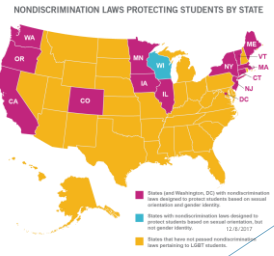 NONDISCRIMINATION LAWS PROTECTING STUDENTS BY STATE
WA
OR
CA
CO
MN
WI
IA
IL
NY
ME
VT
MA
CT
NJ
DC
States (and Washington, DC) with nondiscrimination
laws designed to protect students based on sexual
orientation and gender identity.
States with nondiscrimination laws designed to
protect students based on sexual orientation, but
not gender identity.
12/8/2017
States that have not passed nondiscrimination
laws pertaining to LGBT students.